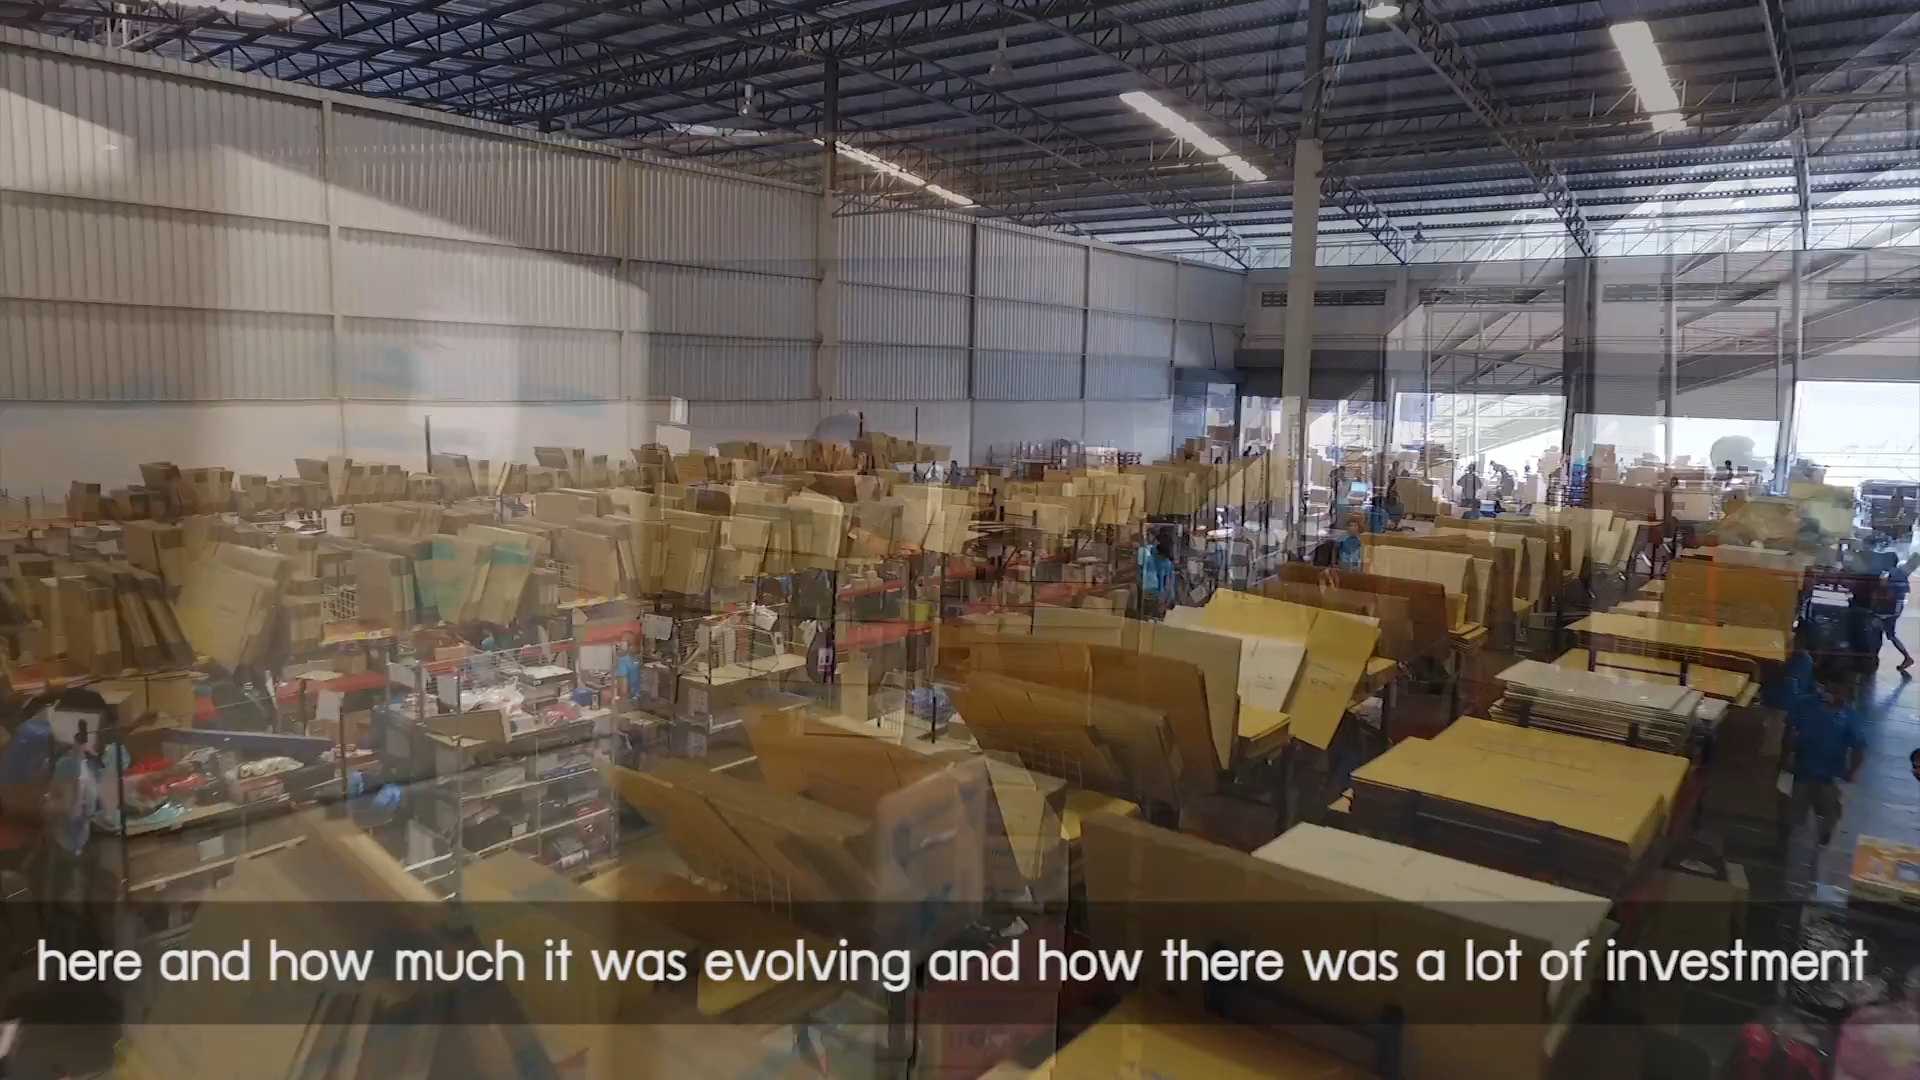 here and how much it was evolving and how there was a lot of investment